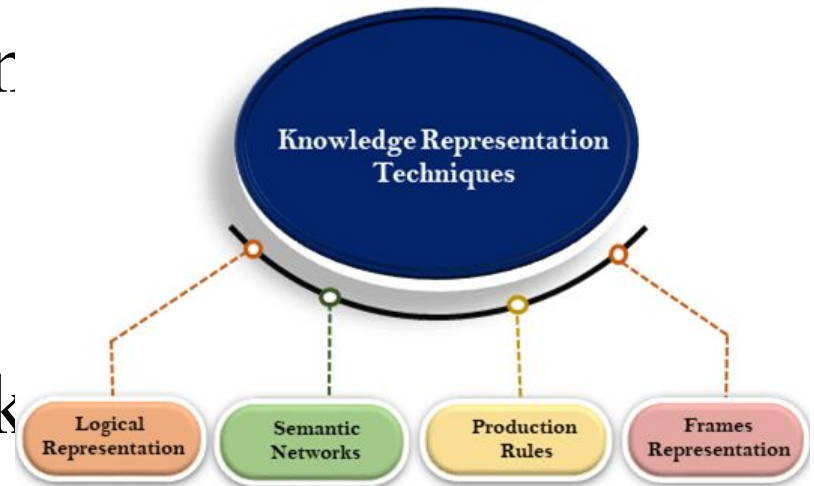 Knowledge Representation
Techniques
Logical
Representation
Semantic
Networks
Production
Rules
Frames
Representation